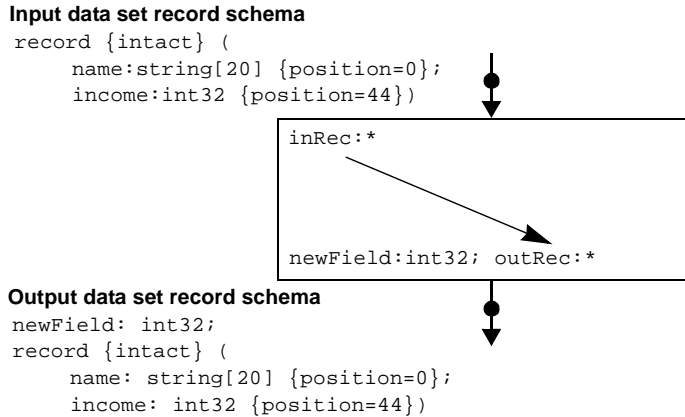 Input data set record schema
record {intact} (
name:string[20] {position=0};
income:int32 {position=44})
inRec:*
newField:int32; outRec:*
Output data set record schema
newField: int32;
record {intact} (
name: string[20] {position=0};
income: int32 {position=44})